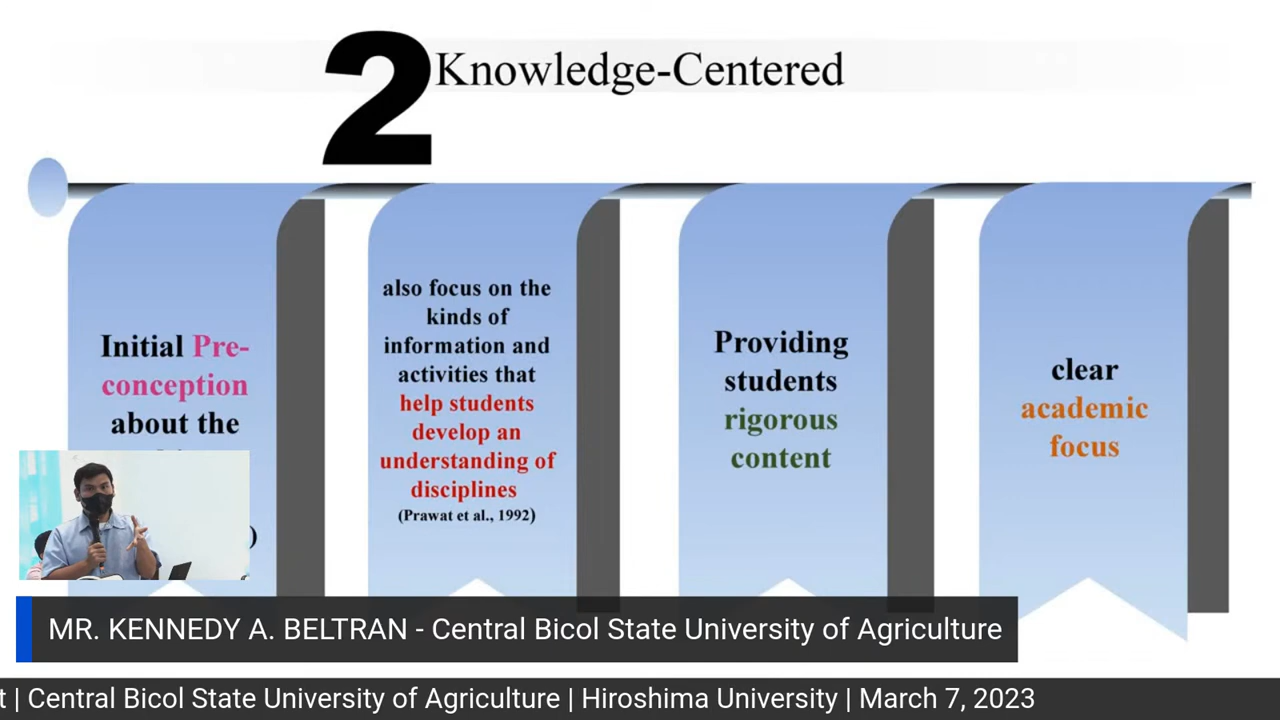 2 Knowledge-Centered
Initial Pre-
conception
about the
)
also focus on the
kinds of
information and
activities that
help students
develop an
understanding of
disciplines
(Prawat et al., 1992)
Providing
students
rigorous
content
clear
academic
focus
MR. KENNEDY A. BELTRAN - Central Bicol State University of Agriculture
t | Central Bicol State University of Agriculture | Hiroshima University | March 7, 2023